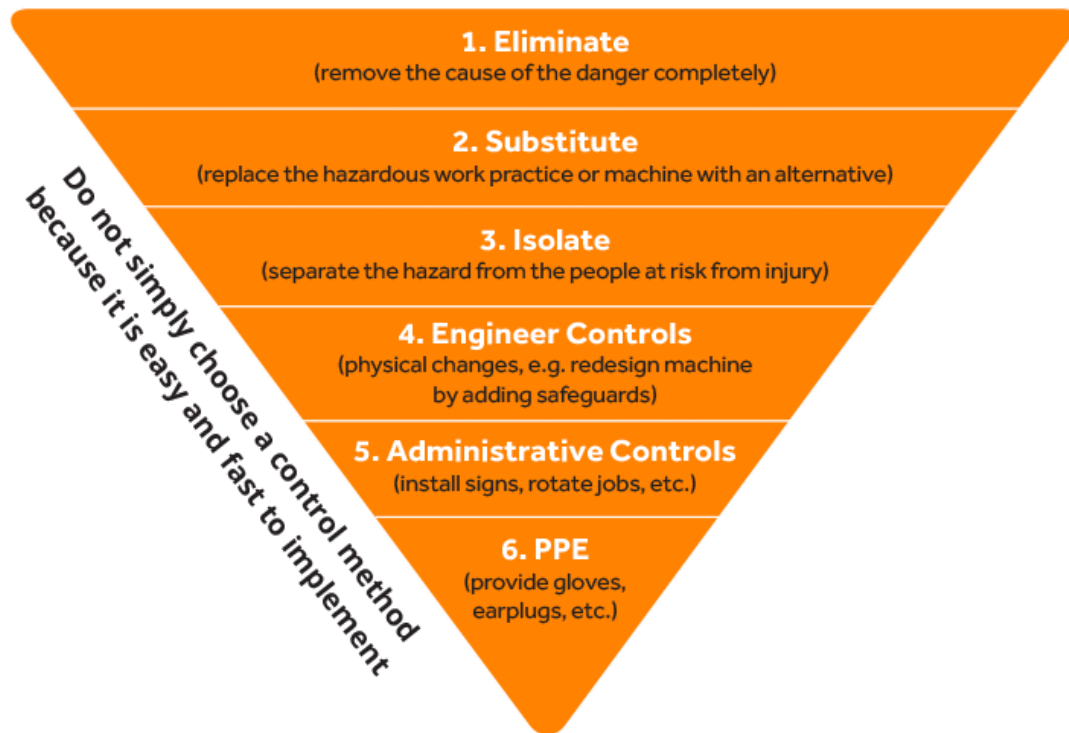 1. Eliminate
(remove the cause of the danger completely)
2. Substitute
(replace the hazardous work practice or machine with an alternative)
3. Isolate
(separate the hazard from the people at risk from injury)
4. Engineer Controls
(physical changes, e.g. redesign machine
by adding safeguards)
5. Administrative Controls
(install signs, rotate jobs, etc.)
6. PPE
(provide gloves,
earplugs, etc.)
Do not simply choose a control method
because it is easy and fast to implement